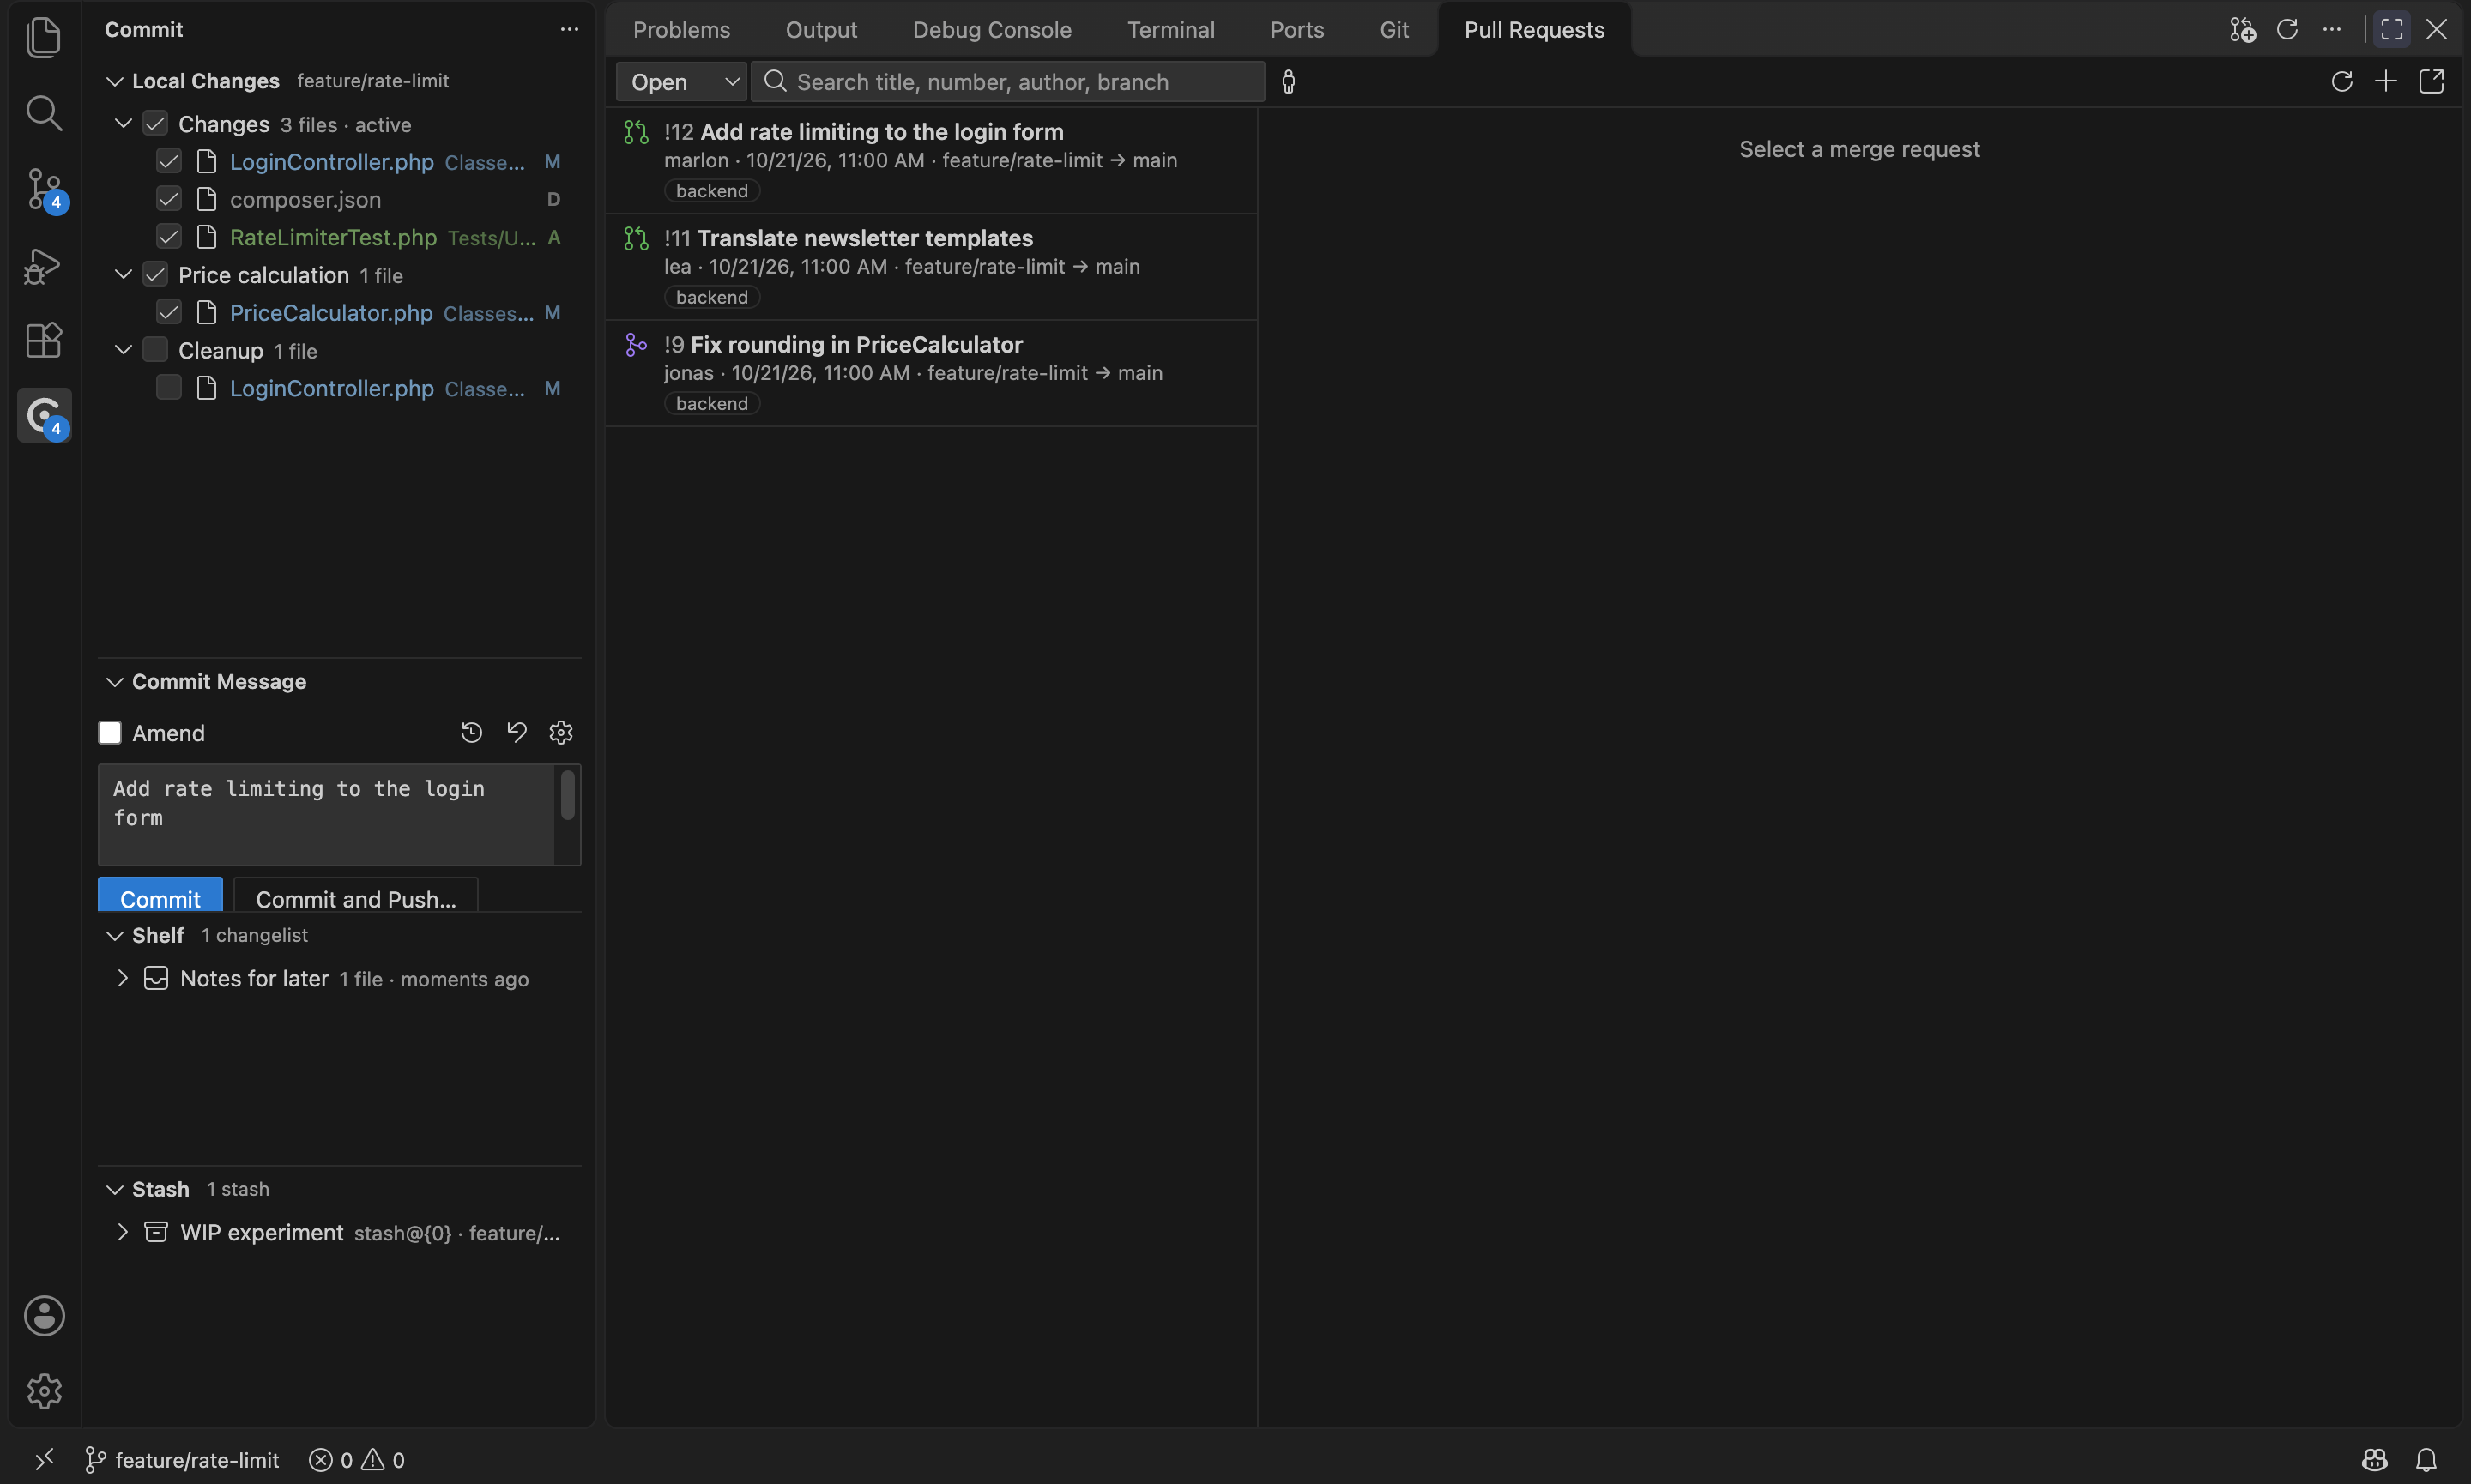 Commit
Local Changes feature/rate-limit
Changes 3 files · active
LoginController.php Classe... M
composer.json D
RateLimiterTest.php Tests/U... A
Price calculation 1 file
PriceCalculator.php Classes... M
Cleanup 1 file
LoginController.php Classe... M
4
4
Commit Message
Amend
Add rate limiting to the login
form
Commit Commit and Push...
Shelf 1 changelist
Notes for later 1 file · moments ago
Stash 1 stash
WIP experiment stash@{0} · feature/...
Problems Output Debug Console Terminal Ports Git Pull Requests
Open Search title, number, author, branch
!12 Add rate limiting to the login form
marlon · 10/21/26, 11:00 AM · feature/rate-limit → main
backend
!11 Translate newsletter templates
lea · 10/21/26, 11:00 AM · feature/rate-limit → main
backend
!9 Fix rounding in PriceCalculator
jonas · 10/21/26, 11:00 AM · feature/rate-limit → main
backend
Select a merge request
feature/rate-limit 0 0